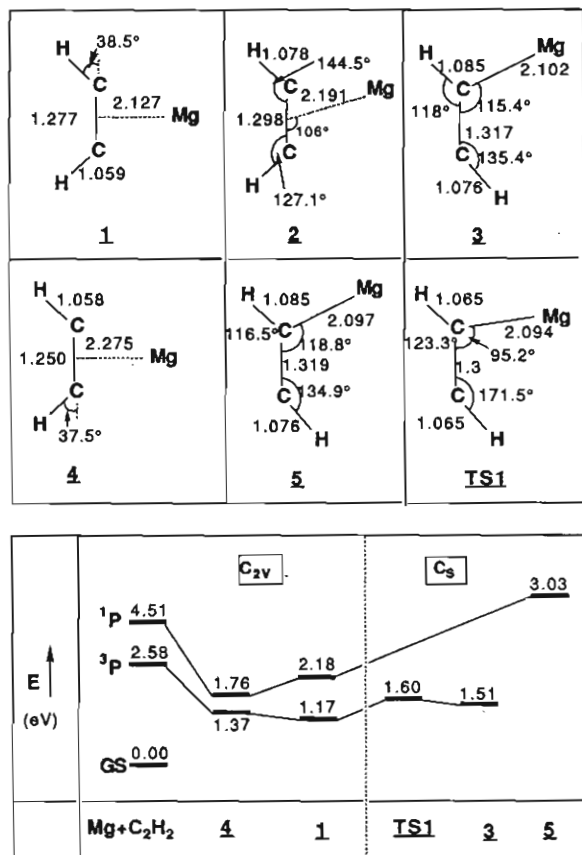 H 38.5°
C
1.277 2.127 Mg
C
H 1.059
1
H 1.078 144.5°
C 2.191 Mg
1.298
106°
C
H
127.1°
2
H 1.085 Mg
C 2.102
118° 115.4°
1.317
C 135.4°
1.076 H
3
H 1.058
C
1.250 2.275 Mg
C
H
37.5°
4
H 1.085 Mg
C 2.097
116.5° 118.8°
1.319
C 134.9°
1.076 H
5
H 1.065 Mg
C 2.094
123.3° 95.2°
1.3
C 171.5°
1.065 H
TS1
C2V CS
3.03
¹P 4.51
³P 2.58
E
(eV)
1.76 2.18
1.37 1.17
1.60 1.51
GS 0.00
Mg+C2H2 4 1 TS1 3 5